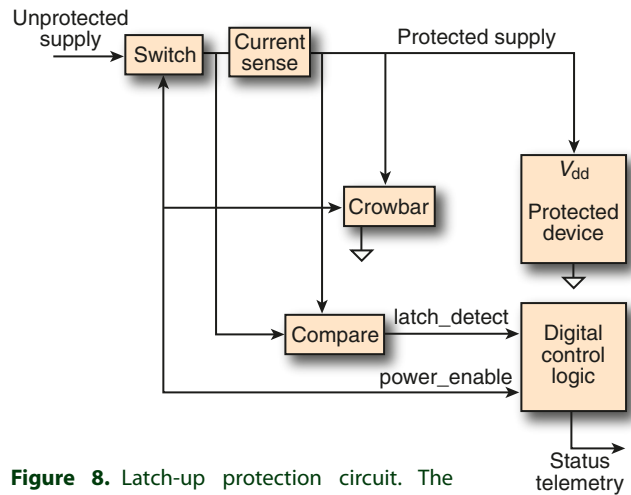 Unprotected
supply
Switch
Current
sense
Protected supply
Vdd
Protected
device
Crowbar
Compare
latch_detect
power_enable
Digital
control
logic
Status
telemetry
Figure 8. Latch-up protection circuit. The